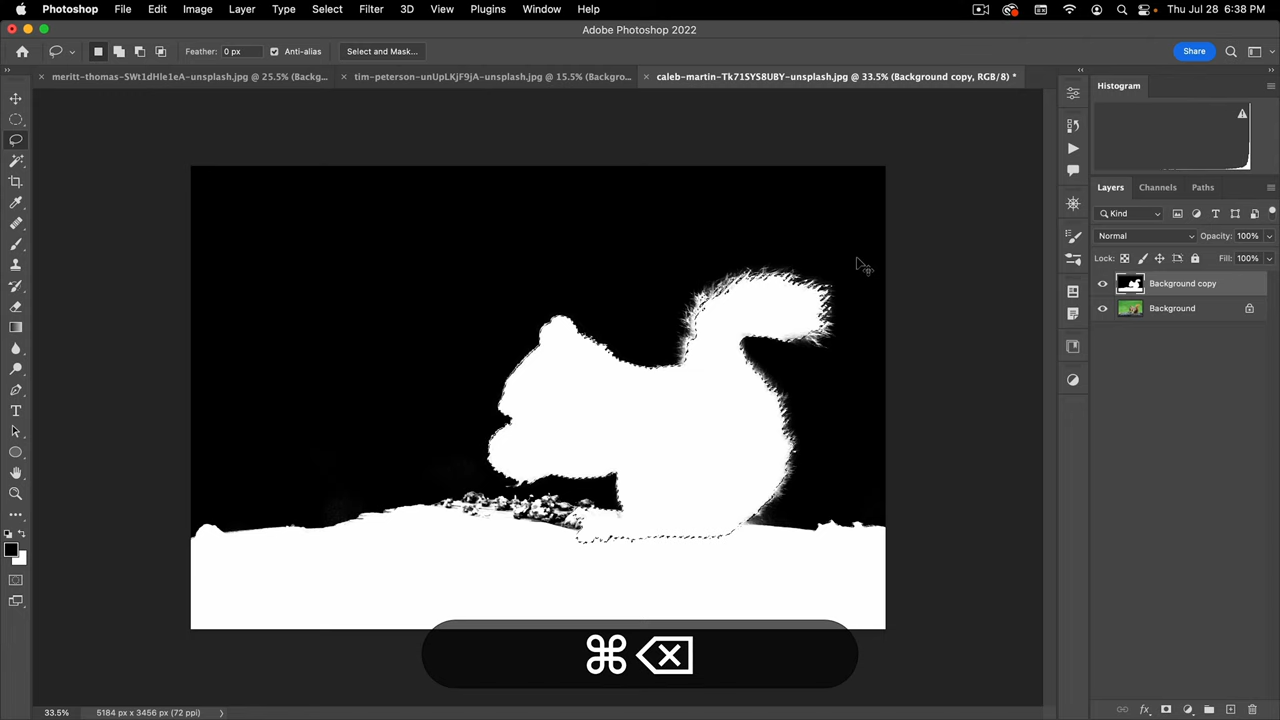 Photoshop File Edit Image Layer Type Select Filter 3D View Plugins Window Help Thu Jul 28 6:38 PM
Adobe Photoshop 2022
Feather: 0 px Anti-alias Select and Mask... Share
meritt-thomas-SWt1dHle1eA-unsplash.jpg @ 25.5% (Backg... tim-peterson-unUpLKjF9jA-unsplash.jpg @ 15.5% (Backgro... caleb-martin-Tk71SYS8UBY-unsplash.jpg @ 33.5% (Background copy, RGB/8) *
Histogram
Layers Channels Paths
Kind
Normal Opacity: 100%
Lock: Fill: 100%
Background copy
Background
⌘⌫
33.5% 5184 px x 3456 px (72 ppi)